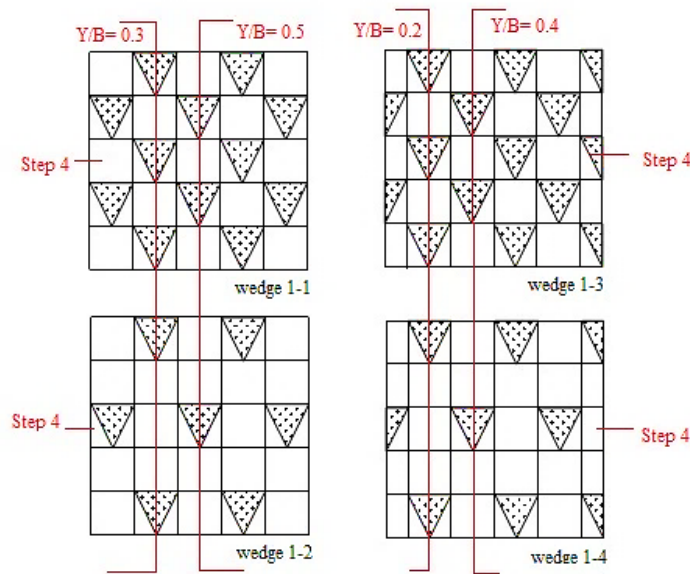 Y/B= 0.3
Y/B= 0.5
Y/B= 0.2
Y/B= 0.4
Step 4
Step 4
wedge 1-1
wedge 1-3
Step 4
Step 4
wedge 1-2
wedge 1-4